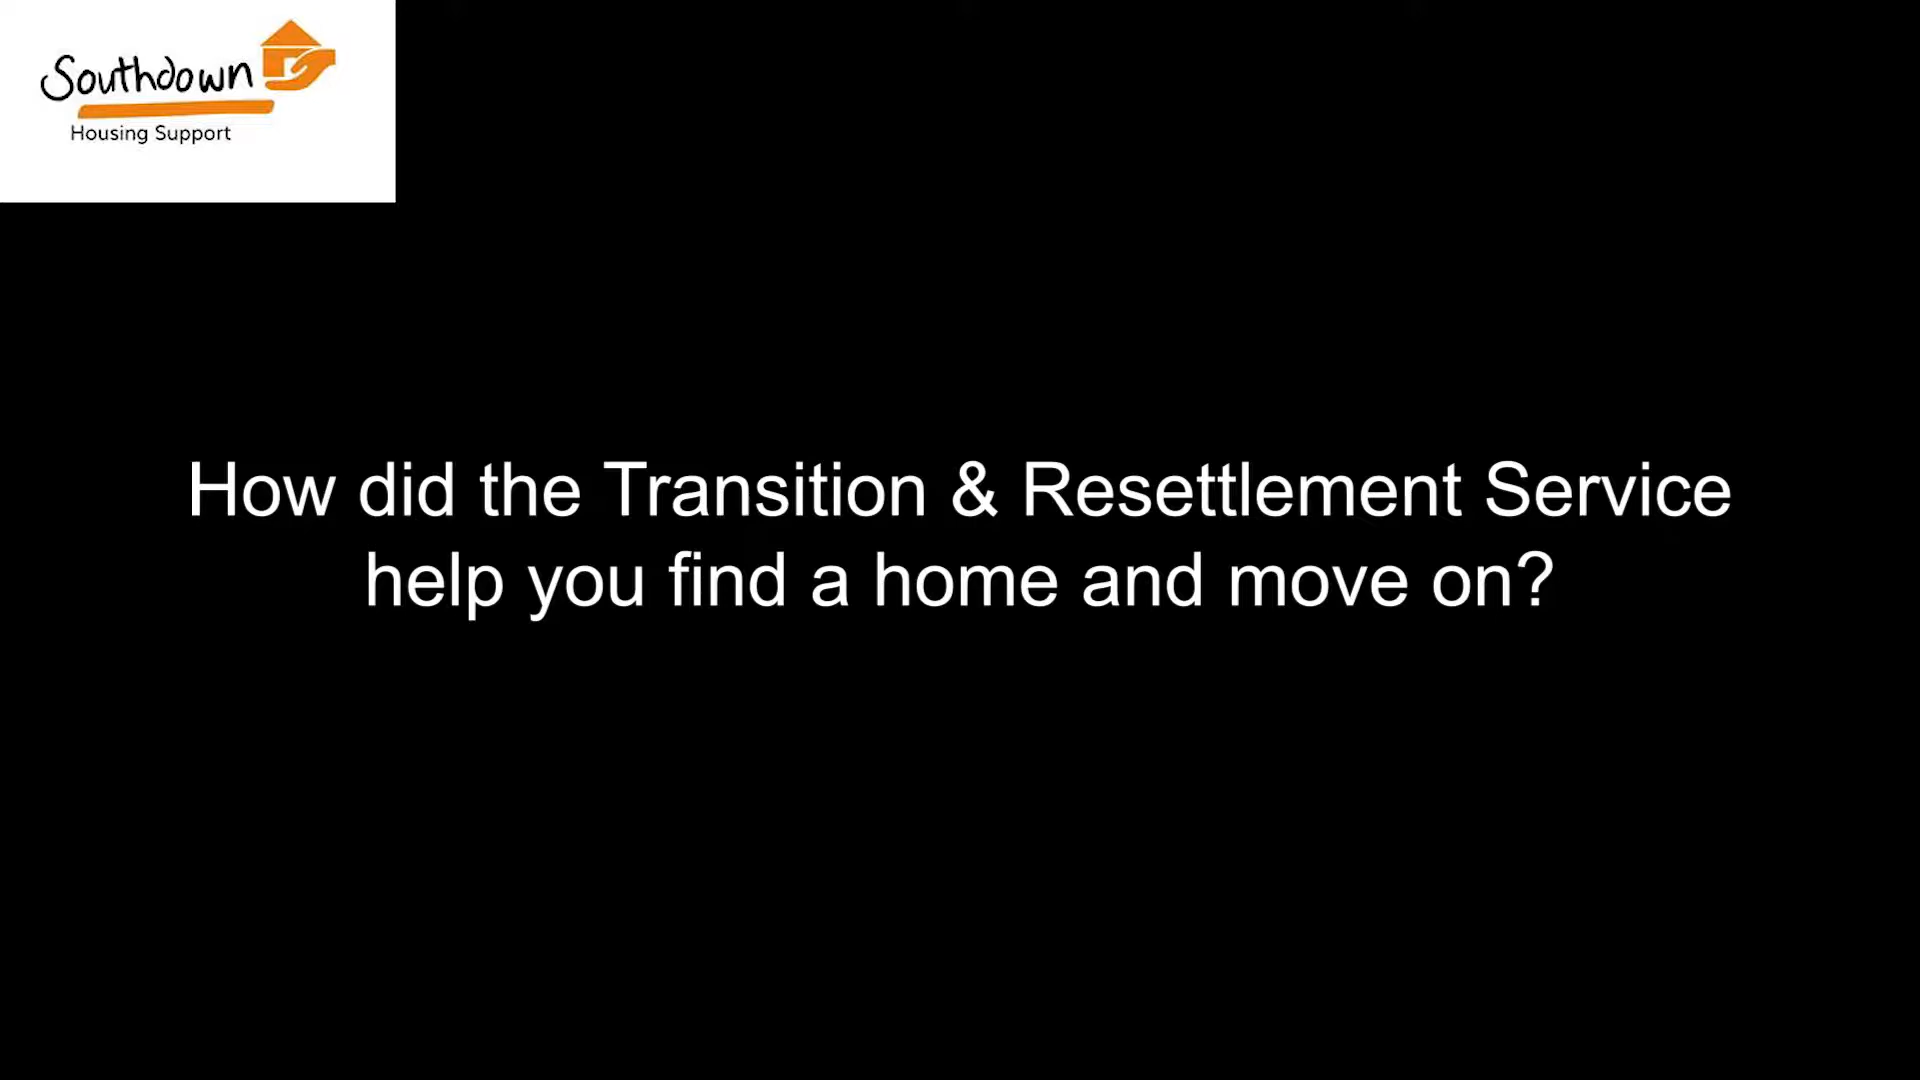 Southdown
Housing Support
How did the Transition & Resettlement Service
help you find a home and move on?